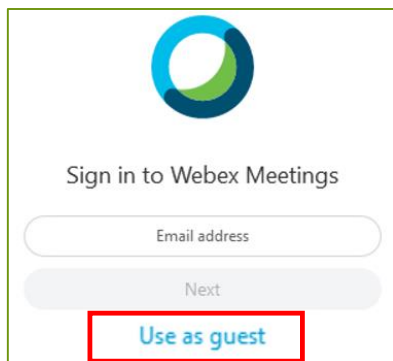 Sign in to Webex Meetings
Email address
Next
Use as guest